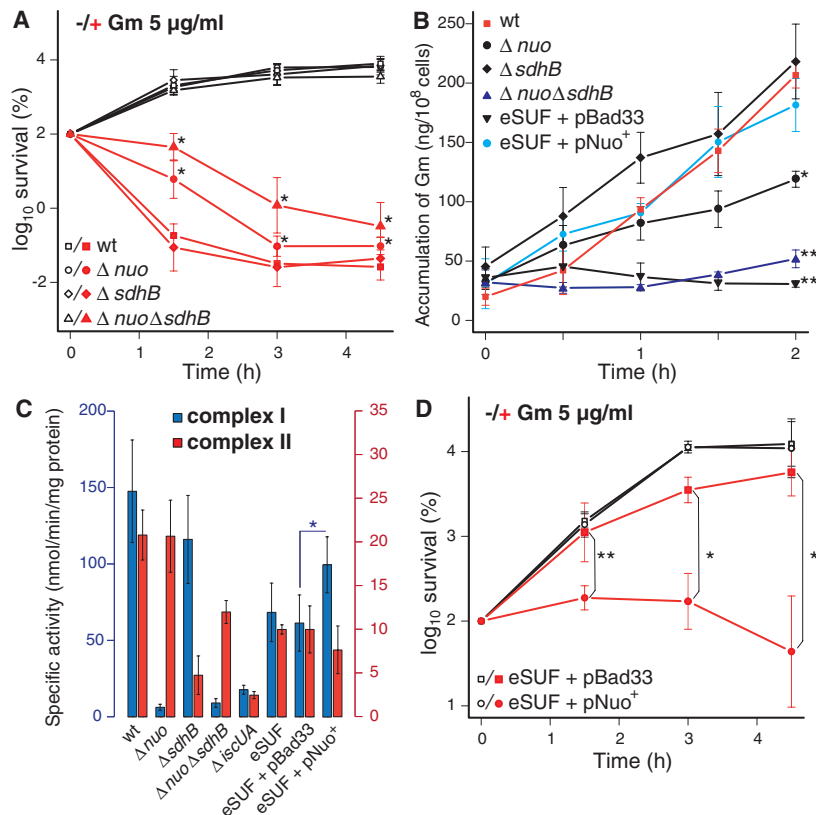 A
-/+ Gm 5 µg/ml
log10 survival (%)
4
2
0
-2
*
*
*
*
*
*
□/■ wt
○/● Δ nuo
◇/◆ Δ sdhB
△/▲ Δ nuoΔsdhB
0 1 2 3 4
Time (h)
B
Accumulation of Gm (ng/10⁸ cells)
250
200
150
100
50
0
wt
Δ nuo
Δ sdhB
Δ nuoΔsdhB
eSUF + pBad33
eSUF + pNuo⁺
*
**
**
0 1 2
Time (h)
C
Specific activity (nmol/min/mg protein)
200
150
100
50
0
complex I
complex II
*
35
30
25
20
15
10
5
0
wt
Δnuo
ΔsdhB
Δnuo ΔsdhB
ΔiscUA
eSUF
eSUF + pBad33
eSUF + pNuo⁺
D
-/+ Gm 5 µg/ml
log10 survival (%)
4
3
2
1
**
*
*
□/■ eSUF + pBad33
○/● eSUF + pNuo⁺
0 1 2 3 4
Time (h)